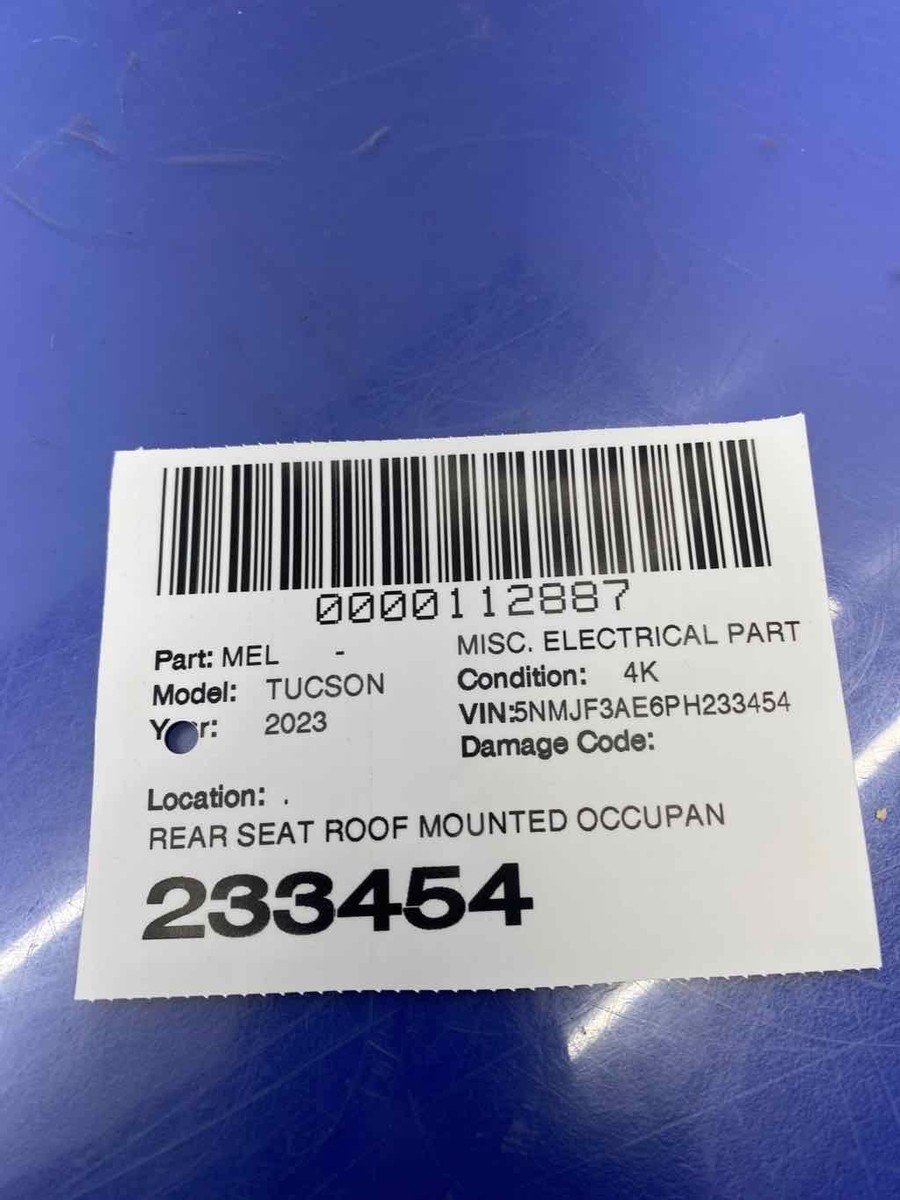 0000112887
Part: MEL - MISC. ELECTRICAL PART
Model: TUCSON Condition: 4K
Year: 2023 VIN:5NMJF3AE6PH233454
Damage Code:
Location: .
REAR SEAT ROOF MOUNTED OCCUPAN
233454